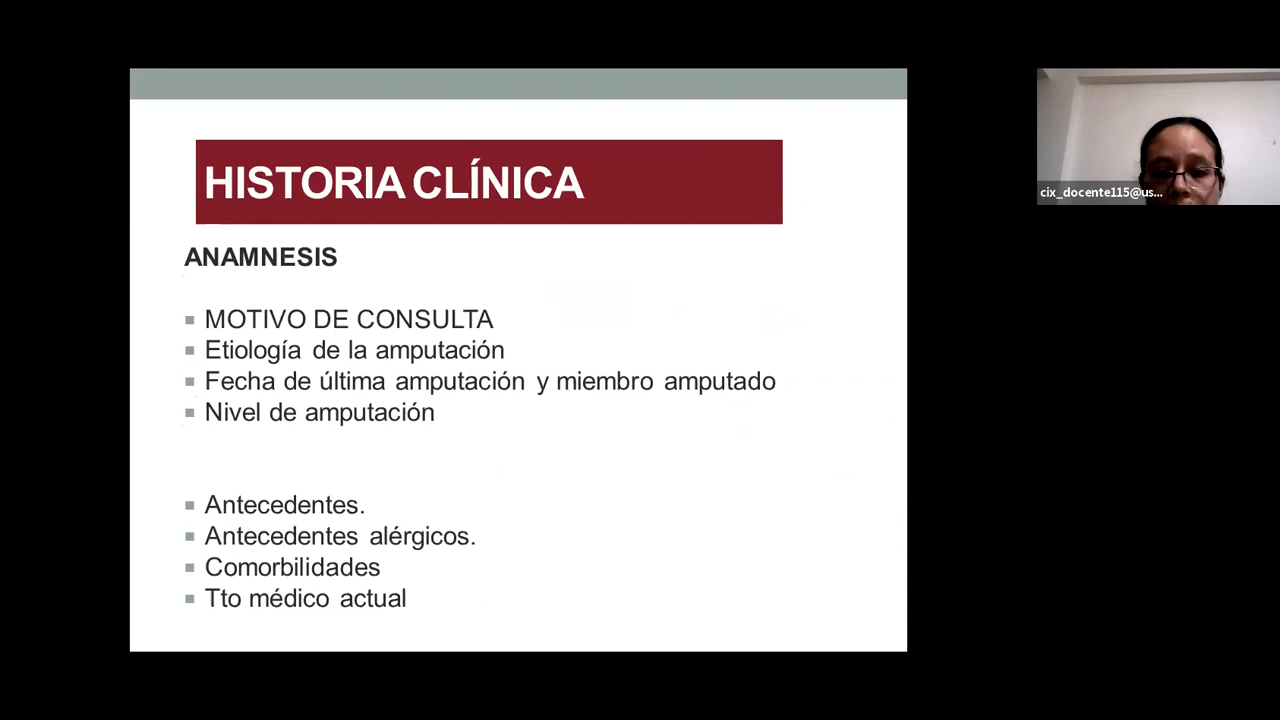 HISTORIA CLÍNICA
ANAMNESIS
MOTIVO DE CONSULTA
Etiología de la amputación
Fecha de última amputación y miembro amputado
Nivel de amputación
Antecedentes.
Antecedentes alérgicos.
Comorbilidades
Tto médico actual
cix_docente115@us...